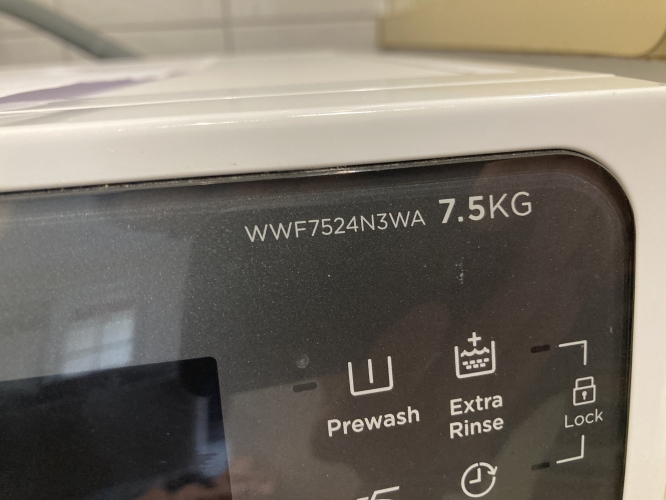 WWF7524N3WA 7.5KG
Prewash
Extra
Rinse
Lock